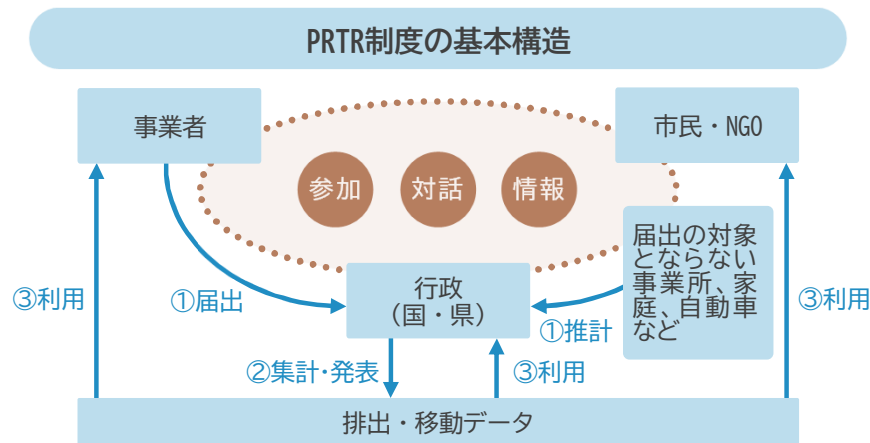 PRTR制度の基本構造
事業者
市民・NGO
参加
対話
情報
届出の対象
とならない
事業所、家
庭、自動車
など
行政
(国・県)
③利用
①届出
①推計
③利用
②集計・発表
③利用
排出・移動データ